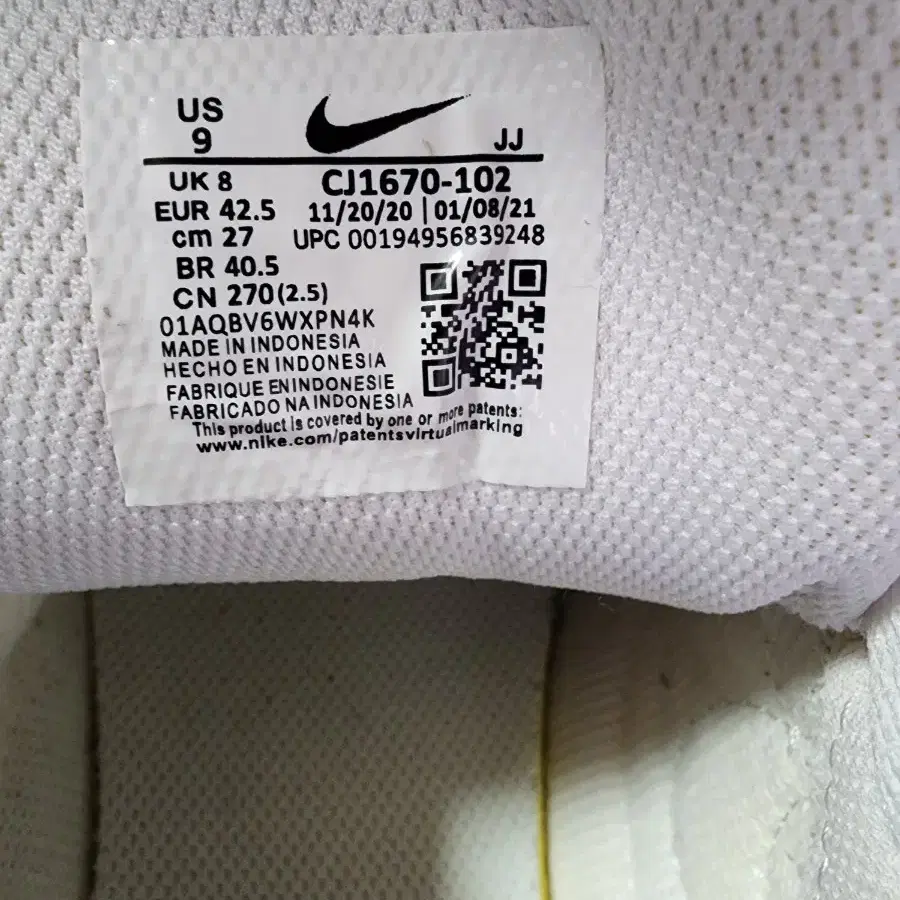 US
9
JJ
UK 8
CJ1670-102
EUR 42.5
11/20/20 | 01/08/21
cm 27
UPC 00194956839248
BR 40.5
CN 270(2.5)
01AQBV6WXPN4K
MADE IN INDONESIA
HECHO EN INDONESIA
FABRIQUE EN INDONESIE
FABRICADO NA INDONESIA
This product is covered by one or more patents:
www.nike.com/patentsvirtualmarking